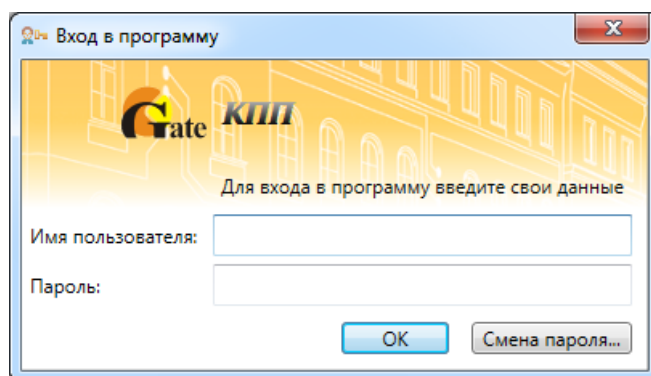 Вход в программу
Gate КПП
Для входа в программу введите свои данные
Имя пользователя:
Пароль:
OK Смена пароля...